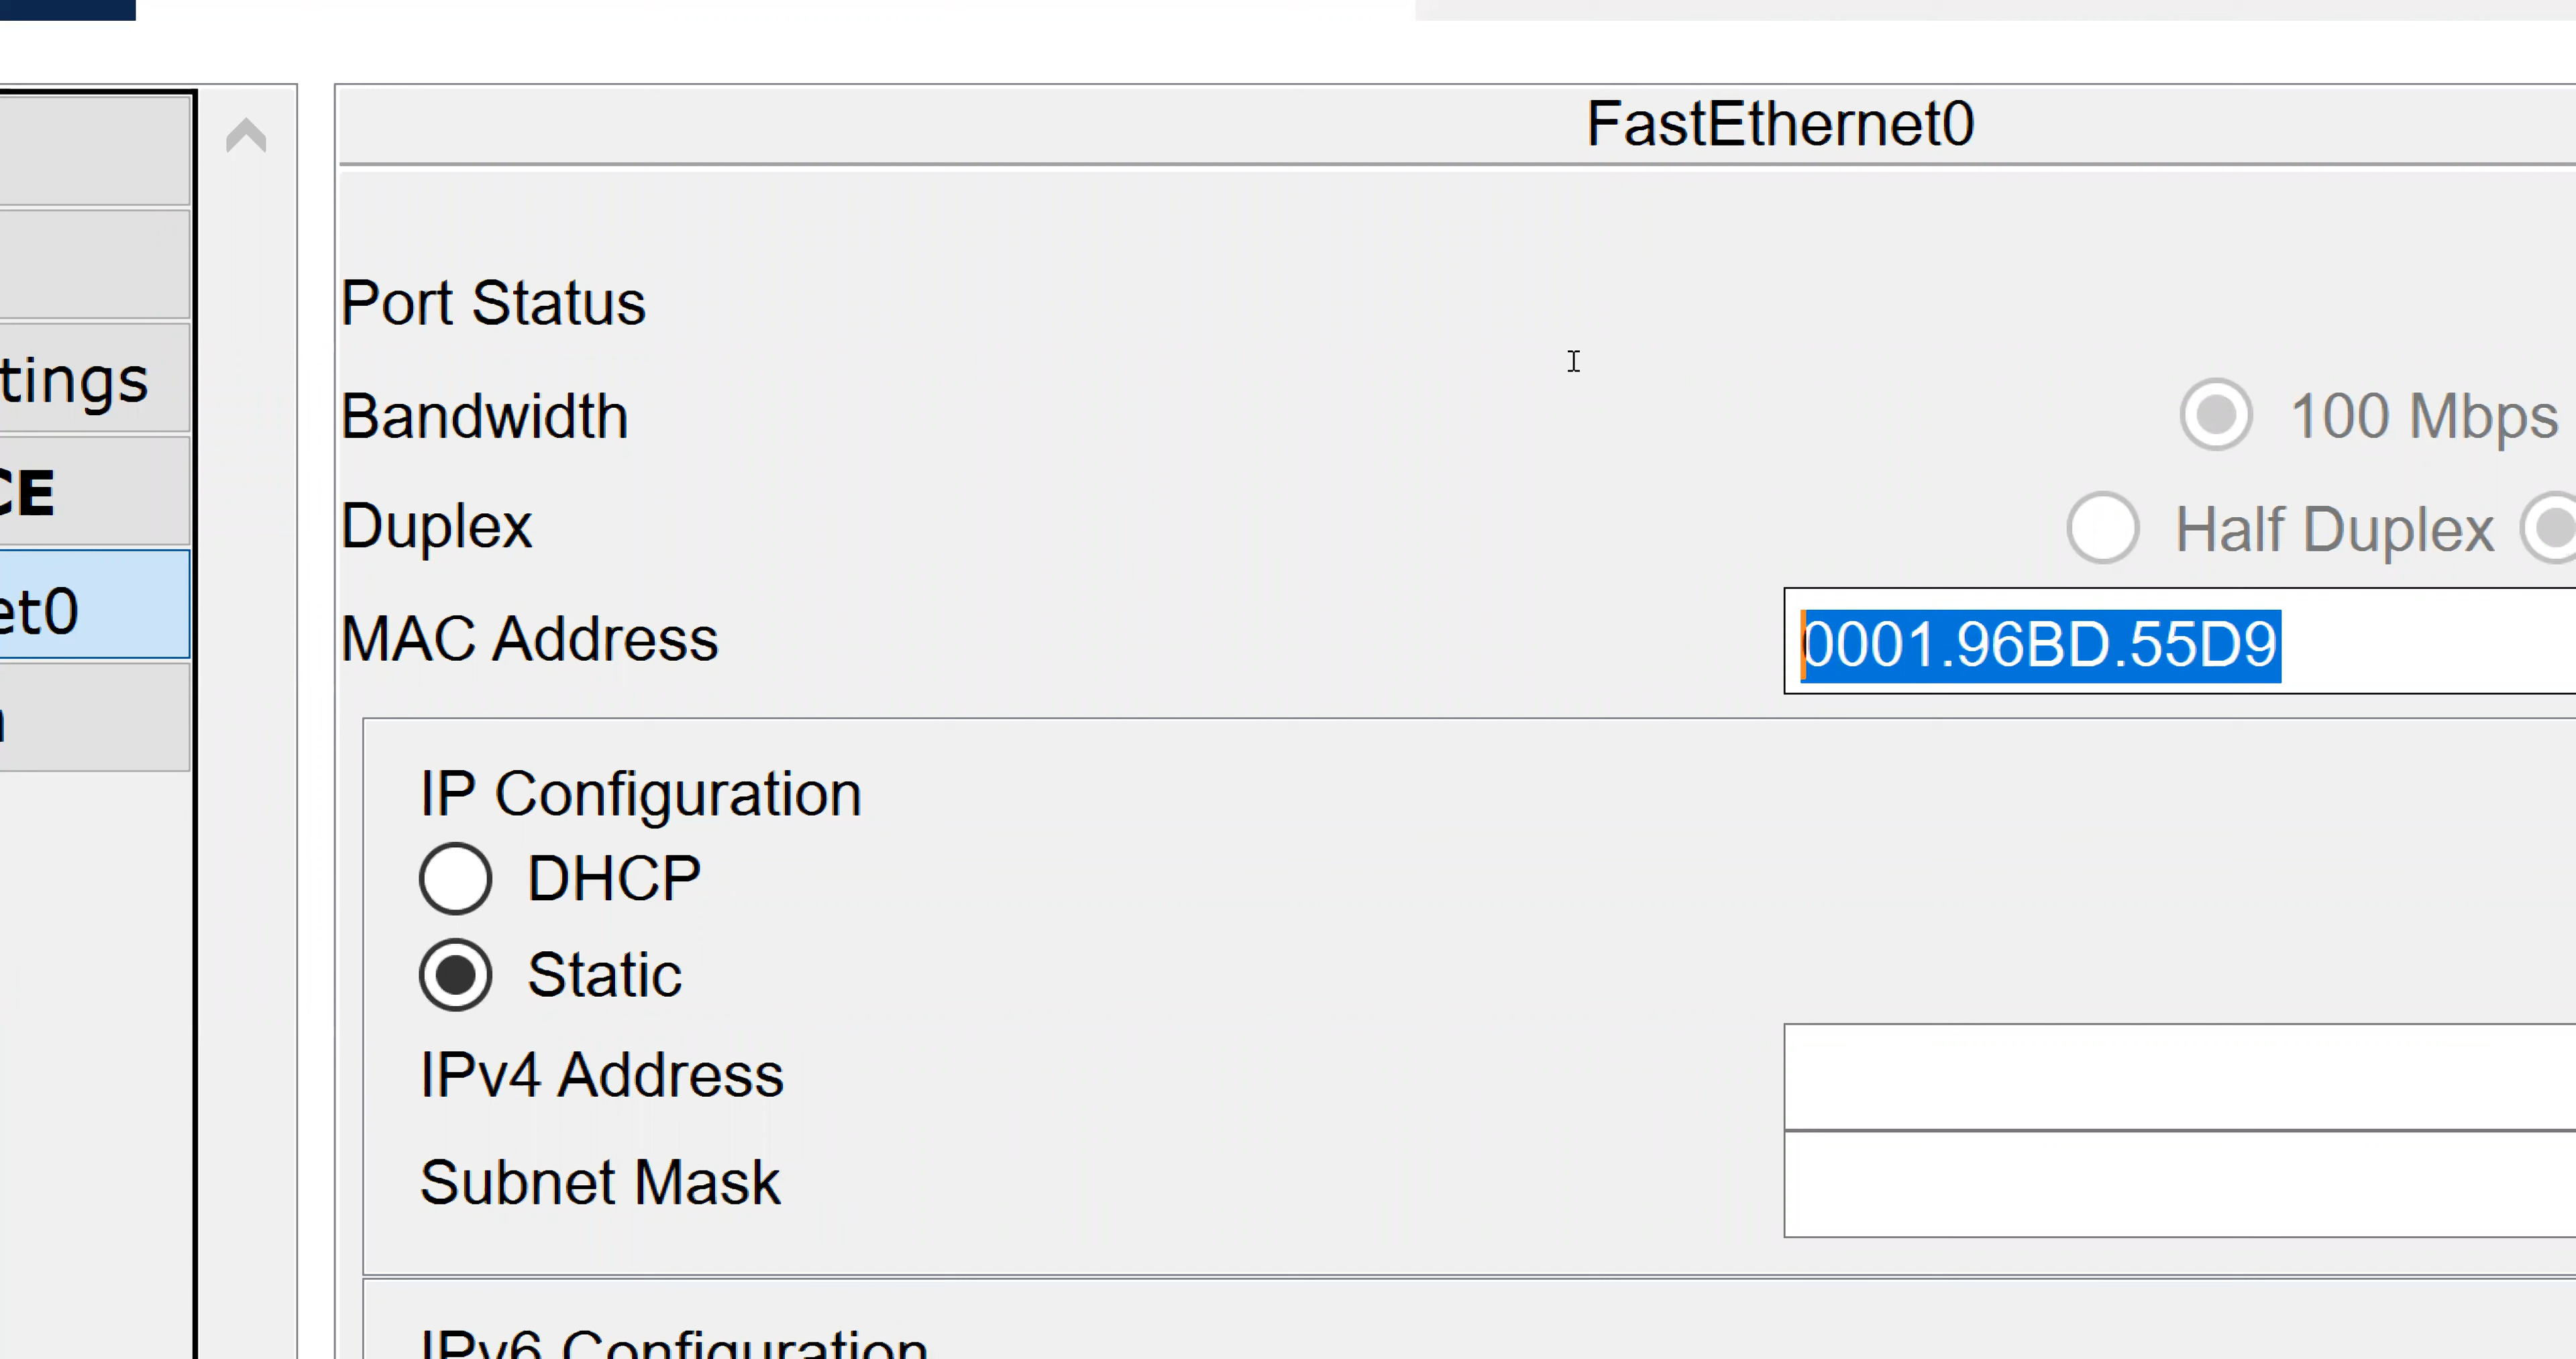 FastEthernet0
Port Status
Bandwidth
100 Mbps
Duplex
Half Duplex
MAC Address
0001.96BD.55D9
IP Configuration
DHCP
Static
IPv4 Address
Subnet Mask
IPv6 Configuration
tings
CE
et0